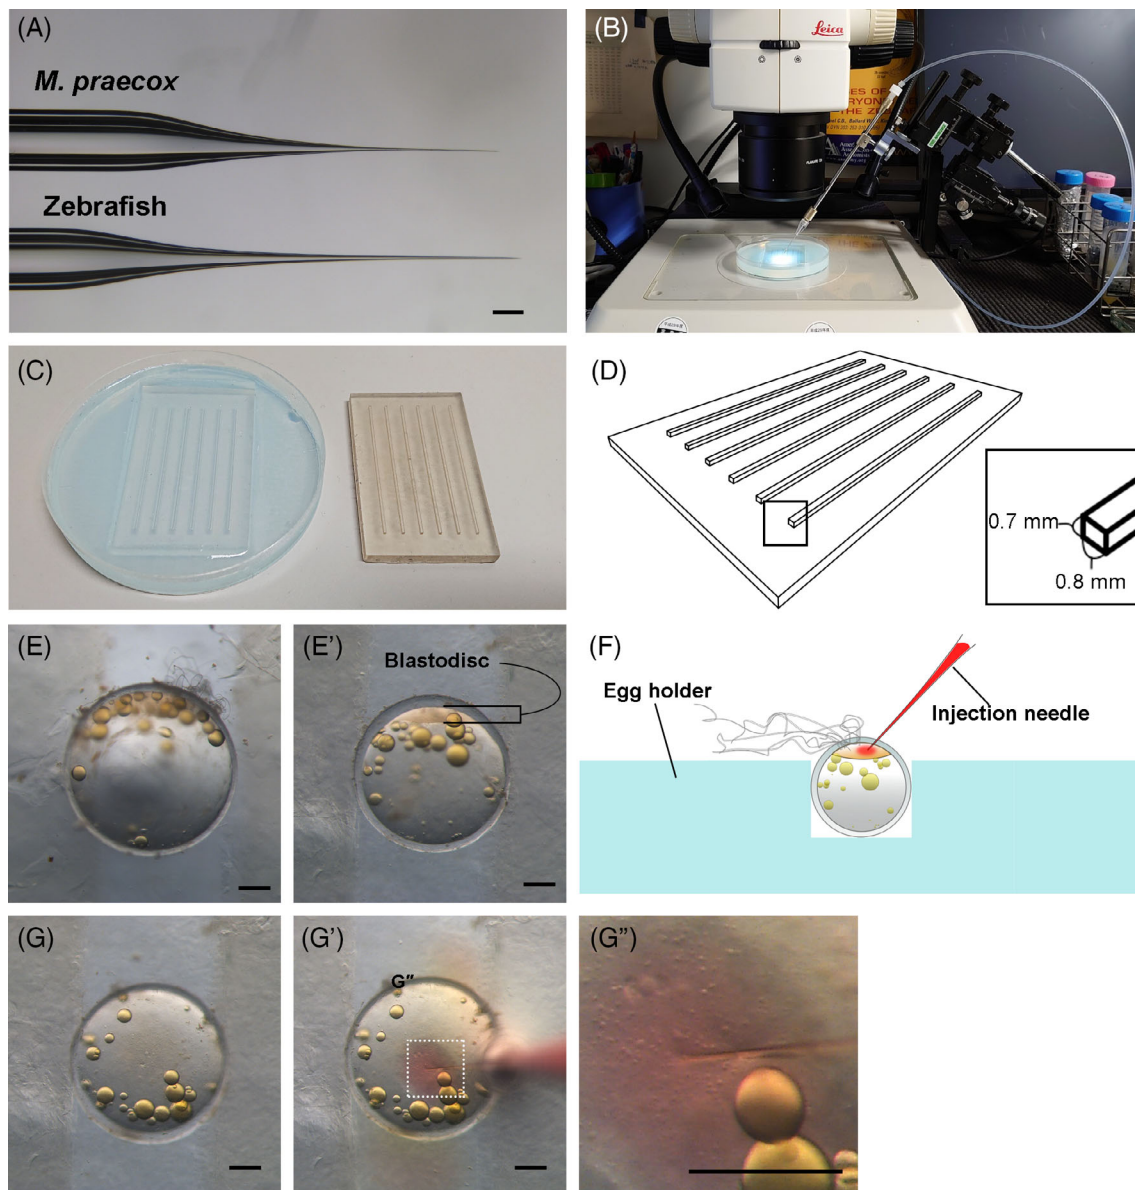 (A)
M. praecox
Zebrafish
(B)
Leica
(C)
(D)
0.7 mm
0.8 mm
(E)
(E’)
Blastodisc
(F)
Egg holder
Injection needle
(G)
(G’)
G″
(G”)